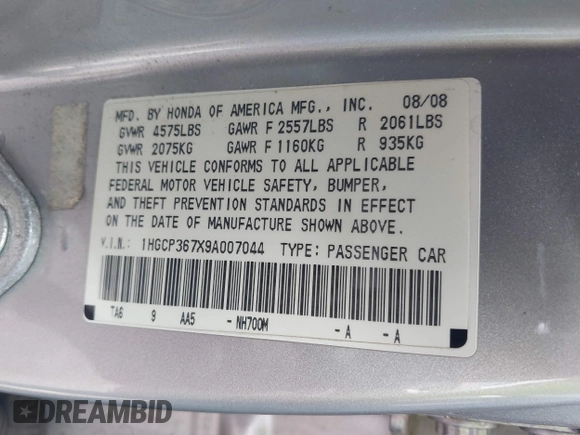 MFD. BY HONDA OF AMERICA MFG., INC. 08/08
GVWR 4575LBS GAWR F 2557LBS R 2061LBS
GVWR 2075KG GAWR F 1160KG R 935KG
THIS VEHICLE CONFORMS TO ALL APPLICABLE
FEDERAL MOTOR VEHICLE SAFETY, BUMPER,
AND THEFT PREVENTION STANDARDS IN EFFECT
ON THE DATE OF MANUFACTURE SHOWN ABOVE.
V.I.N.: 1HGCP367X9A007044 TYPE: PASSENGER CAR
TA6 9 AA5 - NH700M - A - A
DREAMBID